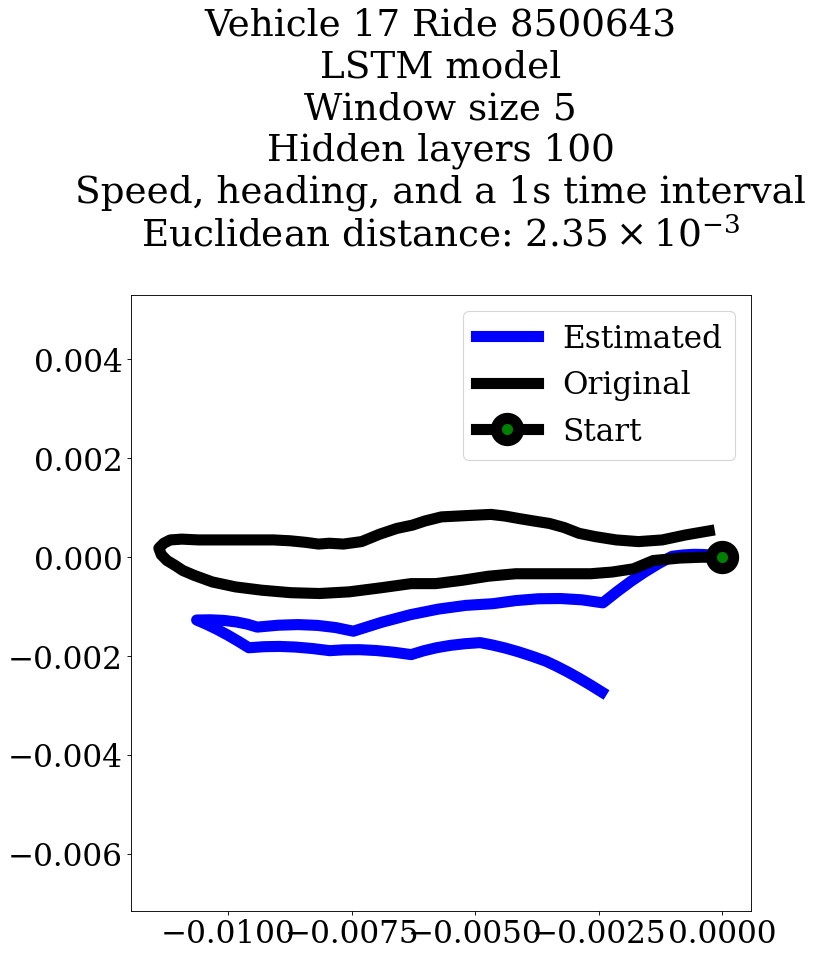 Vehicle 17 Ride 8500643
LSTM model
Window size 5
Hidden layers 100
Speed, heading, and a 1s time interval
Euclidean distance: 2.35 × 10⁻³
Estimated
Original
Start
0.004
0.002
0.000
−0.002
−0.004
−0.006
−0.0100 −0.0075 −0.0050 −0.0025 0.0000